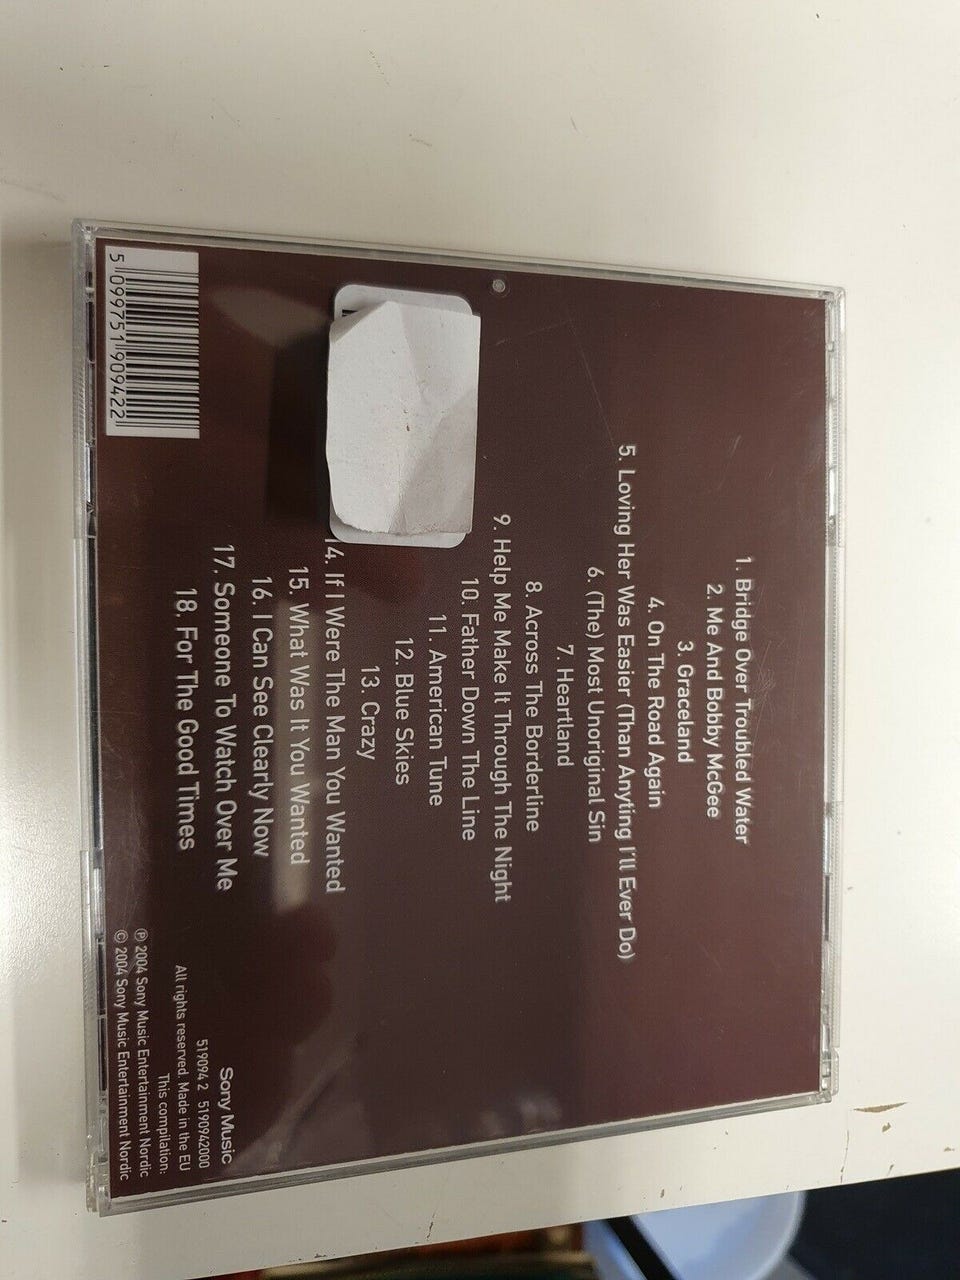 1. Bridge Over Troubled Water
2. Me And Bobby McGee
3. Graceland
4. On The Road Again
5. Loving Her Was Easier (Than Anyting I'll Ever Do)
6. (The) Most Unoriginal Sin
7. Heartland
8. Across The Borderline
9. Help Me Make It Through The Night
10. Father Down The Line
11. American Tune
12. Blue Skies
13. Crazy
14. If I Were The Man You Wanted
15. What Was It You Wanted
16. I Can See Clearly Now
17. Someone To Watch Over Me
18. For The Good Times
5 099751 909422
Sony Music
519094 2 5190942000
All rights reserved. Made in the EU
This compilation:
℗ 2004 Sony Music Entertainment Nordic
© 2004 Sony Music Entertainment Nordic